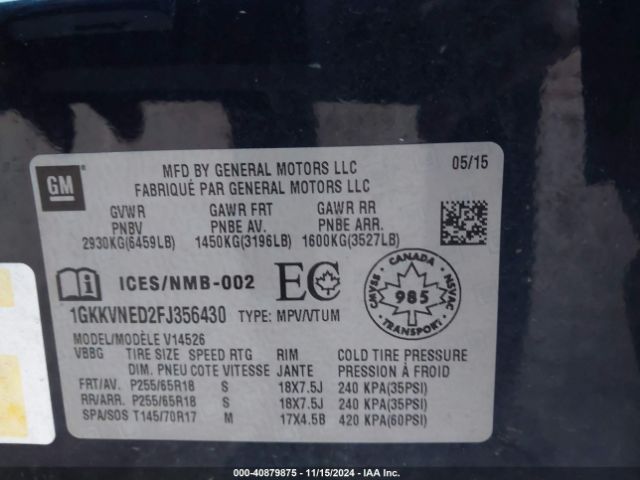 GM
MFD BY GENERAL MOTORS LLC 05/15
FABRIQUÉ PAR GENERAL MOTORS LLC
GVWR GAWR FRT GAWR RR
PNBV PNBE AV. PNBE ARR.
2930KG(6459LB) 1450KG(3196LB) 1600KG(3527LB)
ICES/NMB-002 EC
CANADA
CMVSS 985 NSVAC
TRANSPORT
1GKKVNED2FJ356430 TYPE: MPV/VTUM
MODEL/MODÈLE V14526
VBBG TIRE SIZE SPEED RTG RIM COLD TIRE PRESSURE
DIM. PNEU COTE VITESSE JANTE PRESSION À FROID
FRT/AV. P255/65R18 S 18X7.5J 240 KPA(35PSI)
RR/ARR. P255/65R18 S 18X7.5J 240 KPA(35PSI)
SPA/SOS T145/70R17 M 17X4.5B 420 KPA(60PSI)
000-40879875 - 11/15/2024 - IAA Inc.